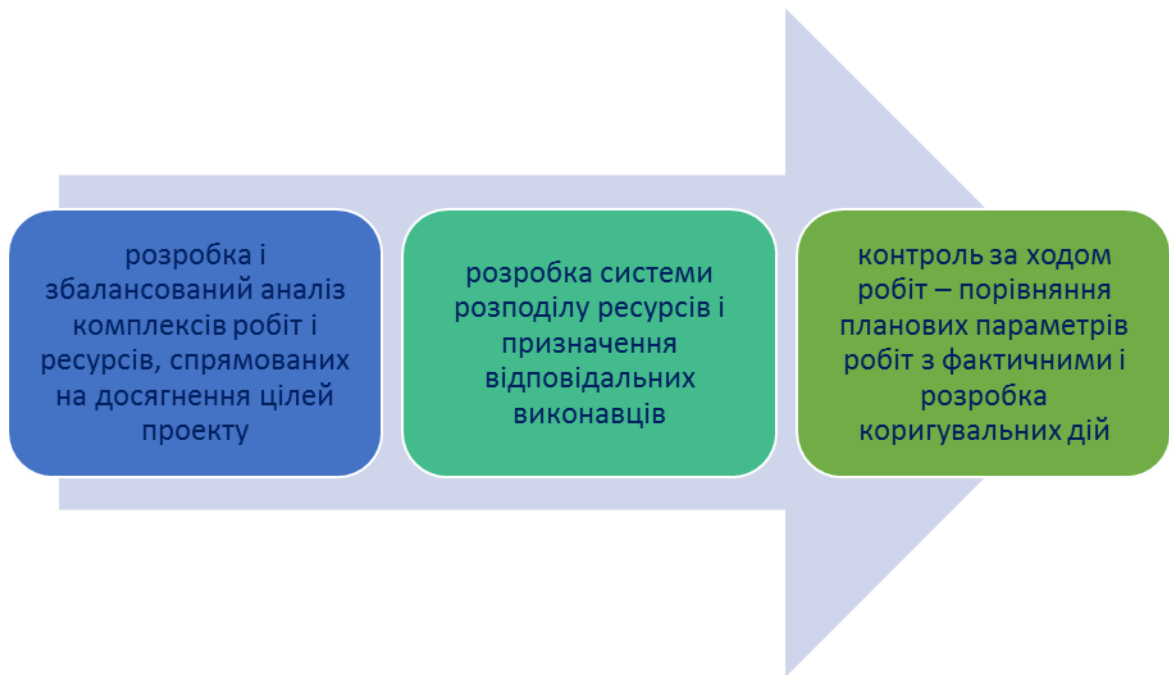 розробка і
збалансований аналіз
комплексів робіт і
ресурсів, спрямованих
на досягнення цілей
проекту
розробка системи
розподілу ресурсів і
призначення
відповідальних
виконавців
контроль за ходом
робіт – порівняння
планових параметрів
робіт з фактичними і
розробка
коригувальних дій